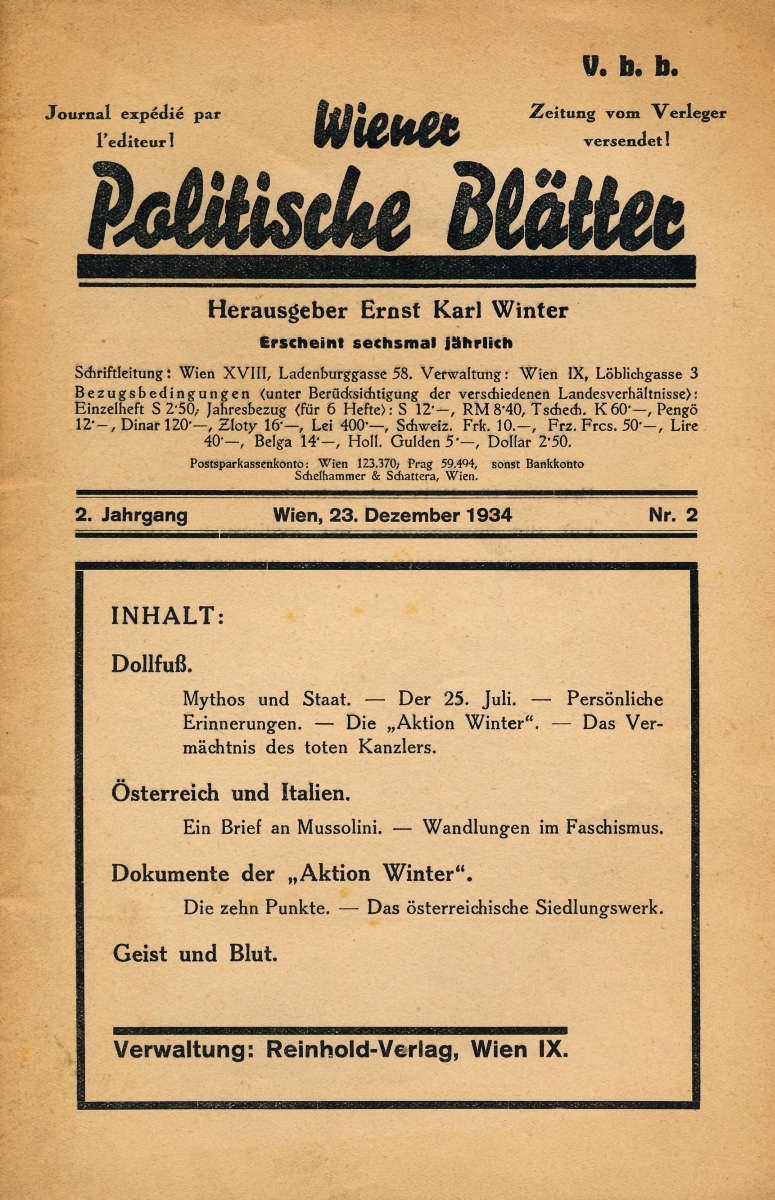 V. b. b.
Journal expédié par
l'editeur!
Wiener
Zeitung vom Verleger
versendet!
Politische Blätter
Herausgeber Ernst Karl Winter
Erscheint sechsmal jährlich
Schriftleitung: Wien XVIII, Ladenburggasse 58. Verwaltung: Wien IX, Löblichgasse 3
Bezugsbedingungen (unter Berücksichtigung der verschiedenen Landesverhältnisse):
Einzelheft S 2·50, Jahresbezug (für 6 Hefte): S 12·—, RM 8·40, Tschech. K 60·—, Pengö
12·—, Dinar 120·—, Zloty 16·—, Lei 400·—, Schweiz. Frk. 10.—, Frz. Frcs. 50·—, Lire
40·—, Belga 14·—, Holl. Gulden 5·—, Dollar 2·50.
Postsparkassenkonto: Wien 123.370, Prag 59.494, sonst Bankkonto
Schelhammer & Schattera, Wien.
2. Jahrgang Wien, 23. Dezember 1934 Nr. 2
INHALT:
Dollfuß.
Mythos und Staat. — Der 25. Juli. — Persönliche
Erinnerungen. — Die „Aktion Winter“. — Das Ver-
mächtnis des toten Kanzlers.
Österreich und Italien.
Ein Brief an Mussolini. — Wandlungen im Faschismus.
Dokumente der „Aktion Winter“.
Die zehn Punkte. — Das österreichische Siedlungswerk.
Geist und Blut.
Verwaltung: Reinhold-Verlag, Wien IX.